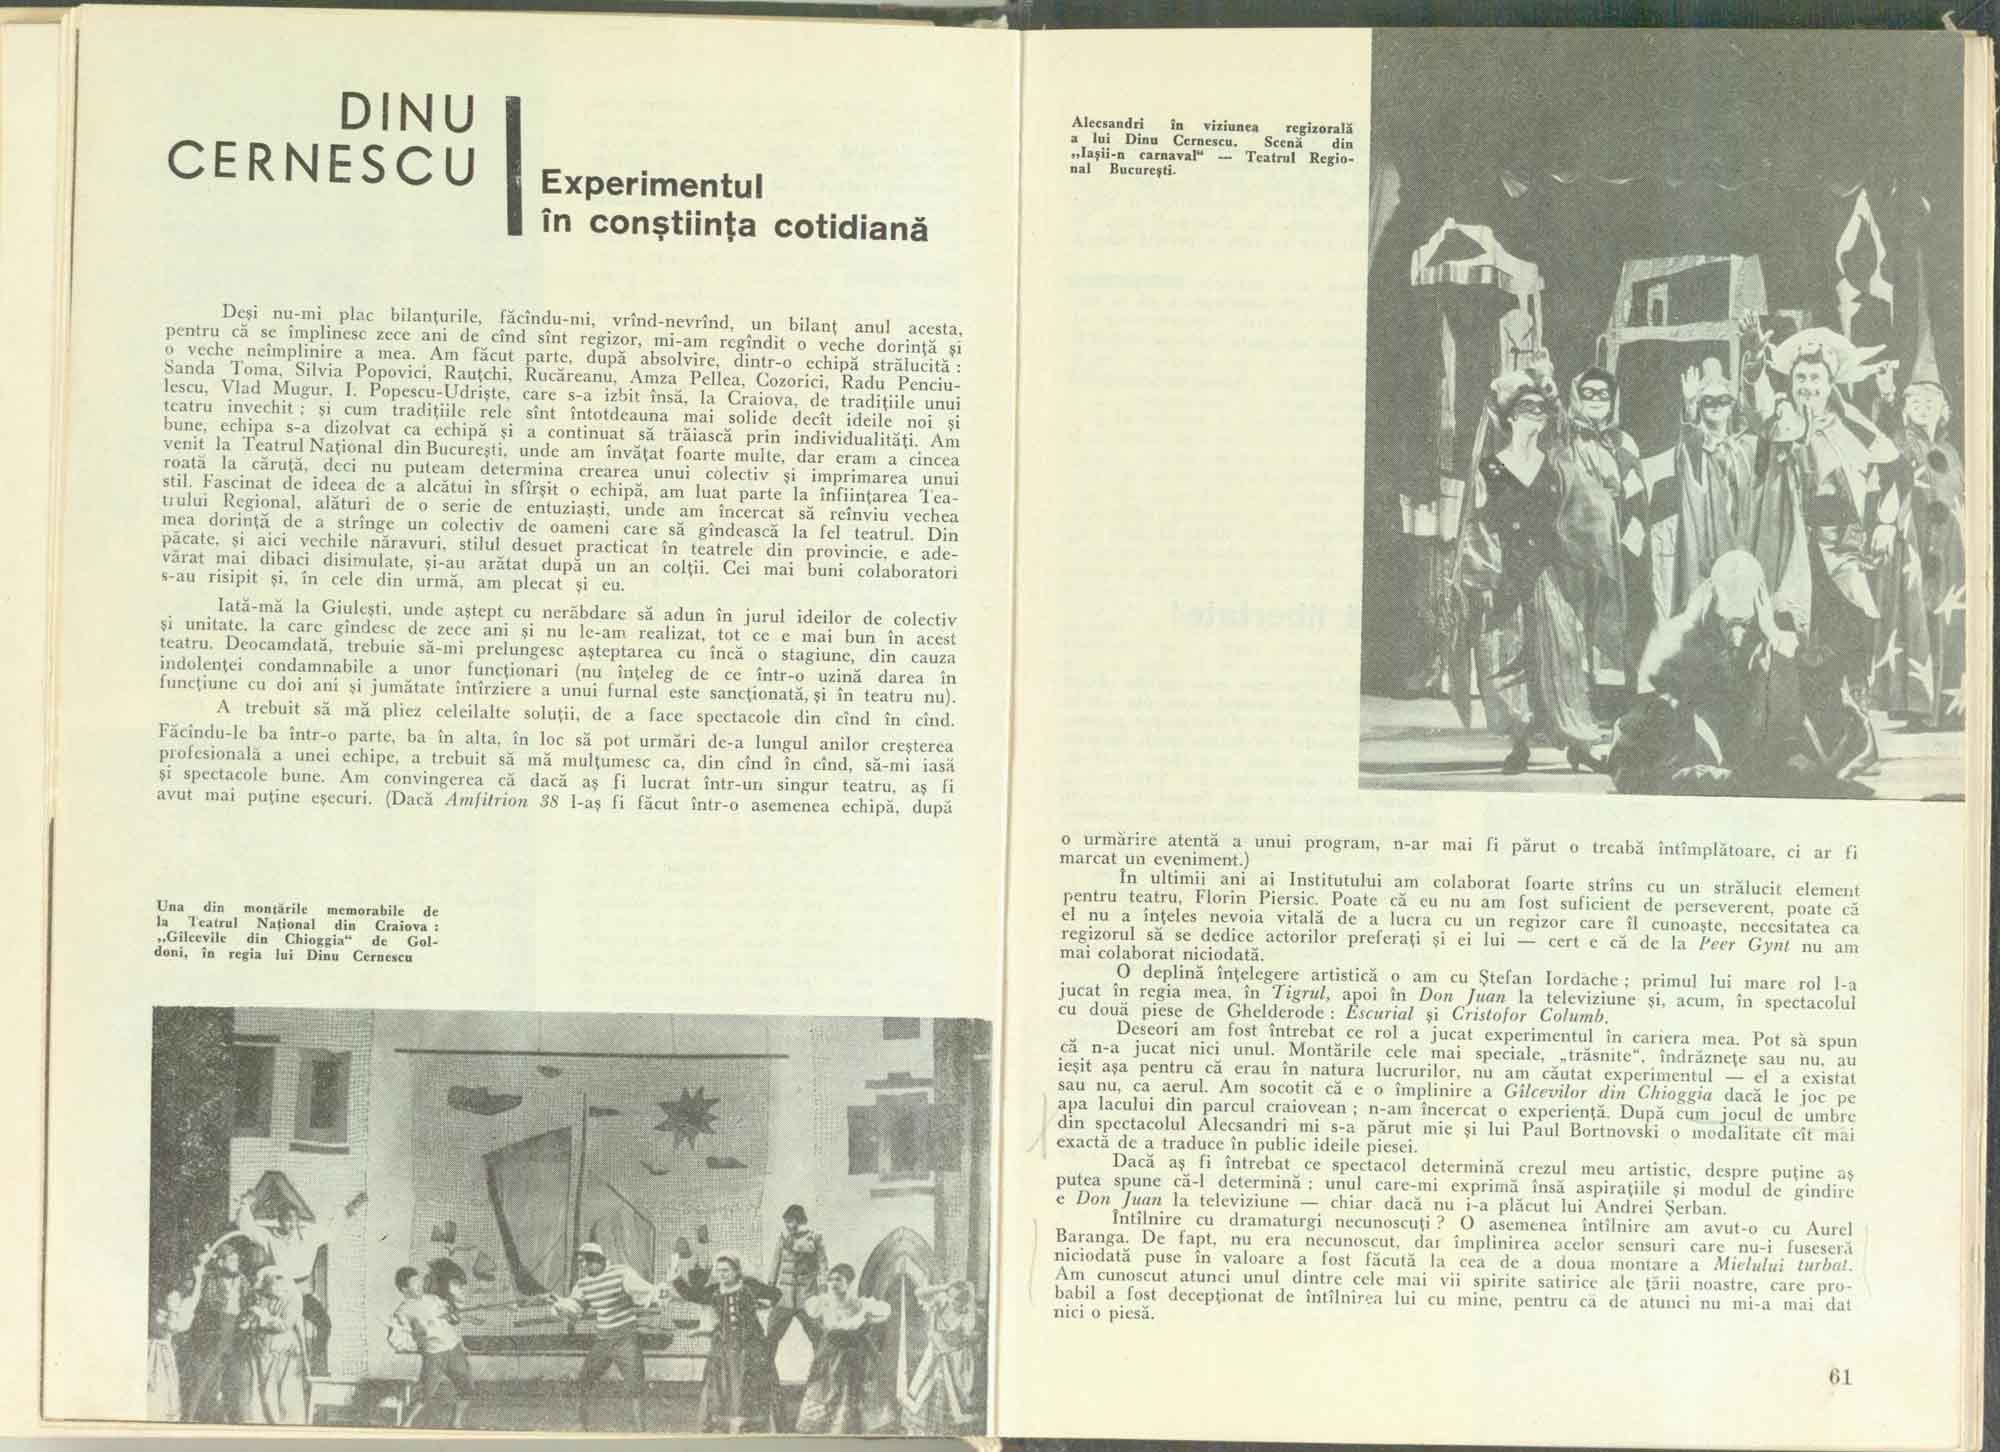 DINU
CERNESCU
Experimentul
în conștiința cotidiană
Deși nu-mi plac bilanțurile, făcîndu-mi, vrînd-nevrînd, un bilanț anul acesta,
pentru că se împlinesc zece ani de cînd sînt regizor, mi-am regîndit o veche dorință și
o veche neîmplinire a mea. Am făcut parte, după absolvire, dintr-o echipă strălucită :
Sanda Toma, Silvia Popovici, Rauțchi, Rucăreanu, Amza Pellea, Cozorici, Radu Penciu-
lescu, Vlad Mugur, I. Popescu-Udriște, care s-a izbit însă, la Craiova, de tradițiile unui
teatru învechit ; și cum tradițiile rele sînt întotdeauna mai solide decît ideile noi și
bune, echipa s-a dizolvat ca echipă și a continuat să trăiască prin individualități. Am
venit la Teatrul Național din București, unde am învățat foarte multe, dar eram a cincea
roată la căruță, deci nu puteam determina crearea unui colectiv și imprimarea unui
stil. Fascinat de ideea de a alcătui în sfîrșit o echipă, am luat parte la înființarea Tea-
trului Regional, alături de o serie de entuziaști, unde am încercat să reînviu vechea
mea dorință de a strînge un colectiv de oameni care să gîndească la fel teatrul. Din
păcate, și aici vechile năravuri, stilul desuet practicat în teatrele din provincie, e ade-
vărat mai dibaci disimulate, și-au arătat după un an colții. Cei mai buni colaboratori
s-au risipit și, în cele din urmă, am plecat și eu.
Iată-mă la Giulești, unde aștept cu nerăbdare să adun în jurul ideilor de colectiv
și unitate, la care gîndesc de zece ani și nu le-am realizat, tot ce e mai bun în acest
teatru. Deocamdată, trebuie să-mi prelungesc așteptarea cu încă o stagiune, din cauza
indolenței condamnabile a unor funcționari (nu înțeleg de ce într-o uzină darea în
funcțiune cu doi ani și jumătate întîrziere a unui furnal este sancționată, și în teatru nu).
A trebuit să mă pliez celeilalte soluții, de a face spectacole din cînd în cînd.
Făcîndu-le ba într-o parte, ba în alta, în loc să pot urmări de-a lungul anilor creșterea
profesională a unei echipe, a trebuit să mă mulțumesc ca, din cînd în cînd, să-mi iasă
și spectacole bune. Am convingerea că dacă aș fi lucrat într-un singur teatru, aș fi
avut mai puține eșecuri. (Dacă Amfitrion 38 l-aș fi făcut într-o asemenea echipă, după
Una din montările memorabile de
la Teatrul Național din Craiova :
„Gîlcevile din Chioggia“ de Gol-
doni, în regia lui Dinu Cernescu
Alecsandri în viziunea regizorală
a lui Dinu Cernescu. Scenă din
„Iașii-n carnaval“ — Teatrul Regio-
nal București.
o urmărire atentă a unui program, n-ar mai fi părut o treabă întîmplătoare, ci ar fi
marcat un eveniment.)
În ultimii ani ai Institutului am colaborat foarte strîns cu un strălucit element
pentru teatru, Florin Piersic. Poate că eu nu am fost suficient de perseverent, poate că
el nu a înțeles nevoia vitală de a lucra cu un regizor care îl cunoaște, necesitatea ca
regizorul să se dedice actorilor preferați și ei lui — cert e că de la Peer Gynt nu am
mai colaborat niciodată.
O deplină înțelegere artistică o am cu Ștefan Iordache ; primul lui mare rol l-a
jucat în regia mea, în Tigrul, apoi în Don Juan la televiziune și, acum, în spectacolul
cu două piese de Ghelderode : Escurial și Cristofor Columb.
Deseori am fost întrebat ce rol a jucat experimentul în cariera mea. Pot să spun
că n-a jucat nici unul. Montările cele mai speciale, „trăsnite“, îndrăznețe sau nu, au
ieșit așa pentru că erau în natura lucrurilor, nu am căutat experimentul — el a existat
sau nu, ca aerul. Am socotit că e o împlinire a Gîlcevilor din Chioggia dacă le joc pe
apa lacului din parcul craiovean ; n-am încercat o experiență. După cum jocul de umbre
din spectacolul Alecsandri mi s-a părut mie și lui Paul Bortnovski o modalitate cît mai
exactă de a traduce în public ideile piesei.
Dacă aș fi întrebat ce spectacol determină crezul meu artistic, despre puține aș
putea spune că-l determină ; unul care-mi exprimă însă aspirațiile și modul de gindire
e Don Juan la televiziune — chiar dacă nu i-a plăcut lui Andrei Șerban.
Întîlnire cu dramaturgi necunoscuți ? O asemenea întîlnire am avut-o cu Aurel
Baranga. De fapt, nu era necunoscut, dar împlinirea acelor sensuri care nu-i fuseseră
niciodată puse în valoare a fost făcută la cea de a doua montare a Mielului turbat.
Am cunoscut atunci unul dintre cele mai vii spirite satirice ale țării noastre, care pro-
babil a fost decepționat de întîlnirea lui cu mine, pentru că de atunci nu mi-a mai dat
nici o piesă.
61